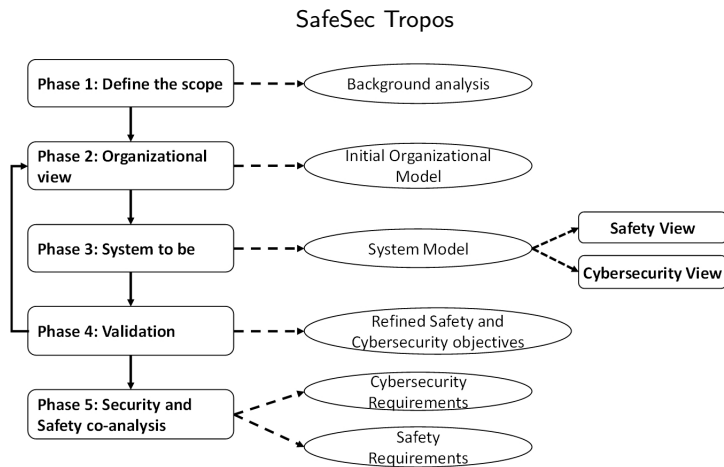 SafeSec Tropos
Phase 1: Define the scope
Background analysis
Phase 2: Organizational
view
Initial Organizational
Model
Phase 3: System to be
System Model
Safety View
Cybersecurity View
Phase 4: Validation
Refined Safety and
Cybersecurity objectives
Phase 5: Security and
Safety co-analysis
Cybersecurity
Requirements
Safety
Requirements